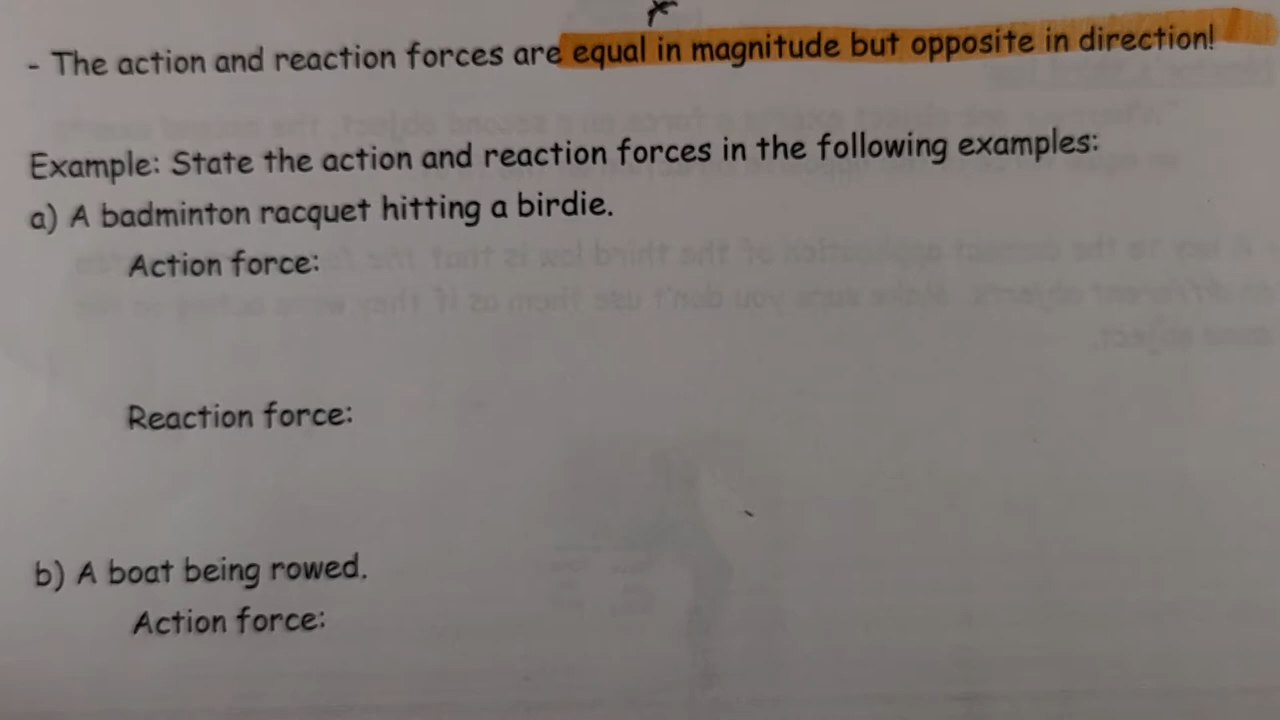 - The action and reaction forces are equal in magnitude but opposite in direction!
Example: State the action and reaction forces in the following examples:
a) A badminton racquet hitting a birdie.
Action force:
Reaction force:
b) A boat being rowed.
Action force: